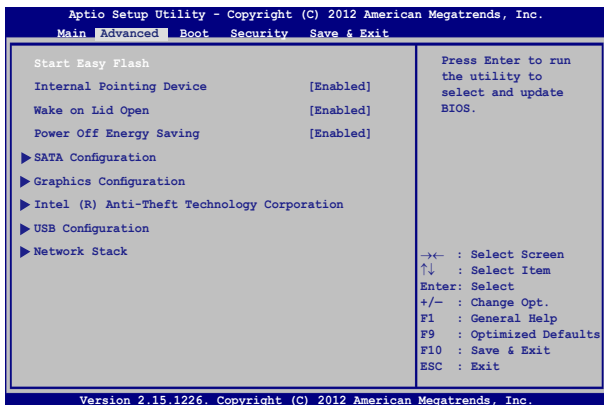 Aptio Setup Utility - Copyright (C) 2012 American Megatrends, Inc.
Main Advanced Boot Security Save & Exit
Start Easy Flash
Internal Pointing Device [Enabled]
Wake on Lid Open [Enabled]
Power Off Energy Saving [Enabled]
▶ SATA Configuration
▶ Graphics Configuration
▶ Intel (R) Anti-Theft Technology Corporation
▶ USB Configuration
▶ Network Stack
Press Enter to run
the utility to
select and update
BIOS.
→← : Select Screen
↑↓ : Select Item
Enter: Select
+/— : Change Opt.
F1 : General Help
F9 : Optimized Defaults
F10 : Save & Exit
ESC : Exit
Version 2.15.1226. Copyright (C) 2012 American Megatrends, Inc.